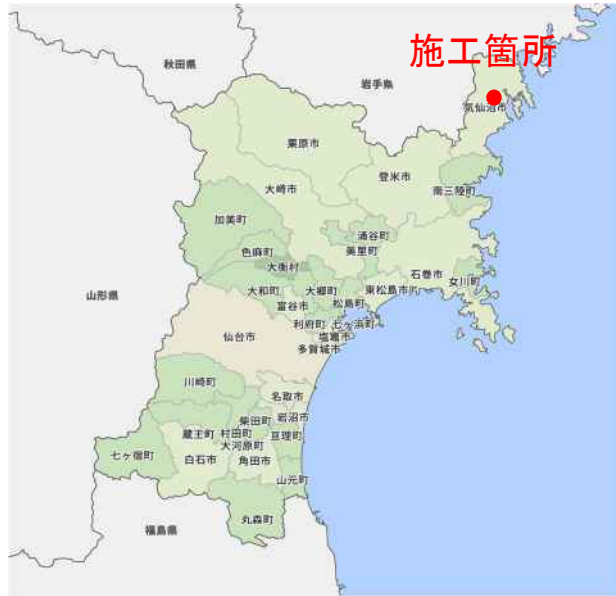 施工箇所
秋田県
岩手県
気仙沼市
栗原市
登米市
大崎市
南三陸町
加美町
涌谷町
色麻町
美里町
大衡村
石巻市
女川町
大和町
大郷町
東松島市
富谷市
松島町
山形県
利府町
七ヶ浜町
仙台市
塩竈市
多賀城市
川崎町
名取市
柴田町
岩沼市
蔵王町
村田町
亘理町
大河原町
七ヶ宿町
白石市
角田市
山元町
丸森町
福島県